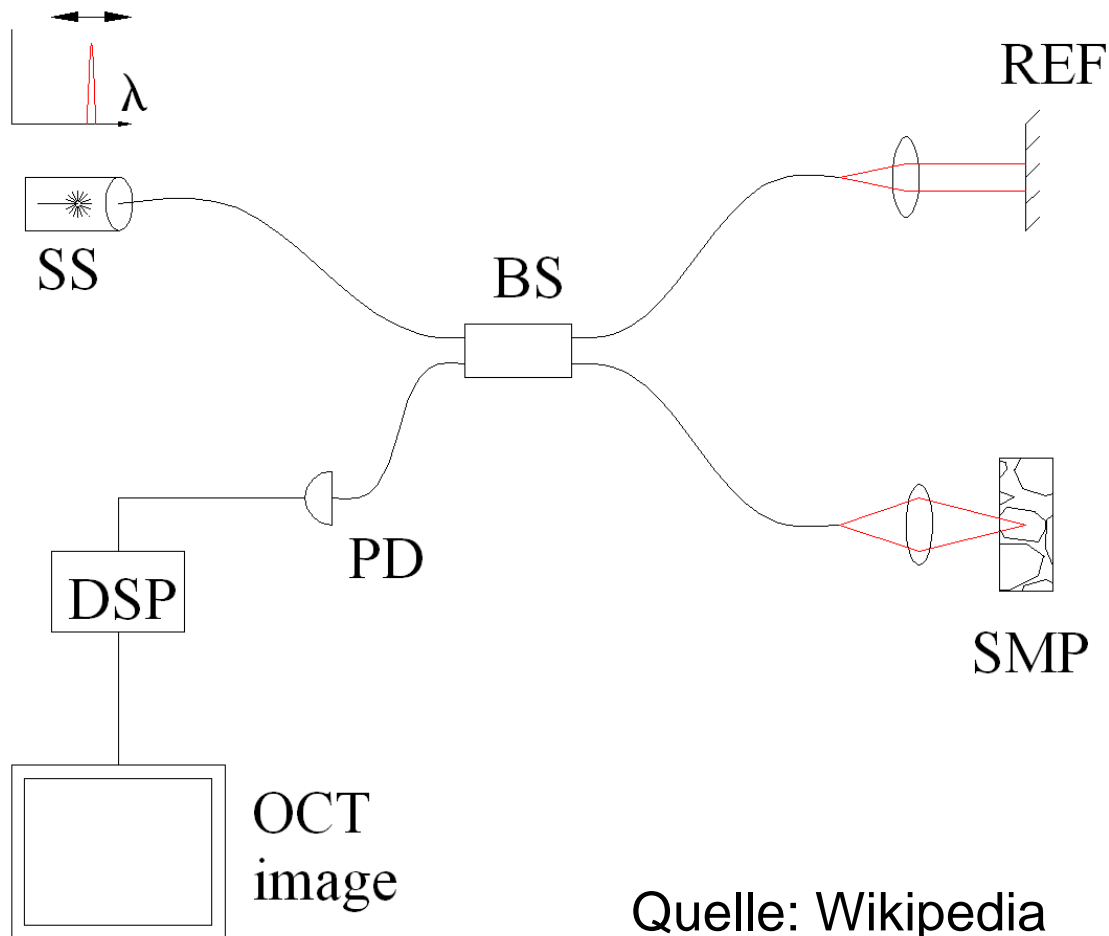 λ
REF
SS
BS
PD
DSP
SMP
OCT
image
Quelle: Wikipedia